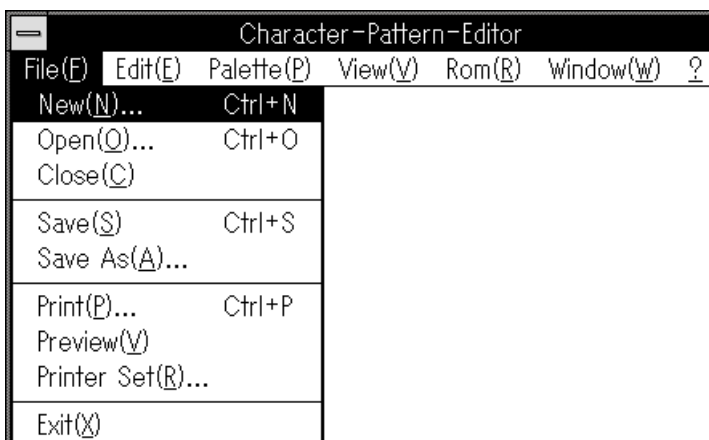 Character-Pattern-Editor
File(F) Edit(E) Palette(P) View(V) Rom(R) Window(W) ?
New(N)... Ctrl+N
Open(O)... Ctrl+O
Close(C)
Save(S) Ctrl+S
Save As(A)...
Print(P)... Ctrl+P
Preview(V)
Printer Set(R)...
Exit(X)